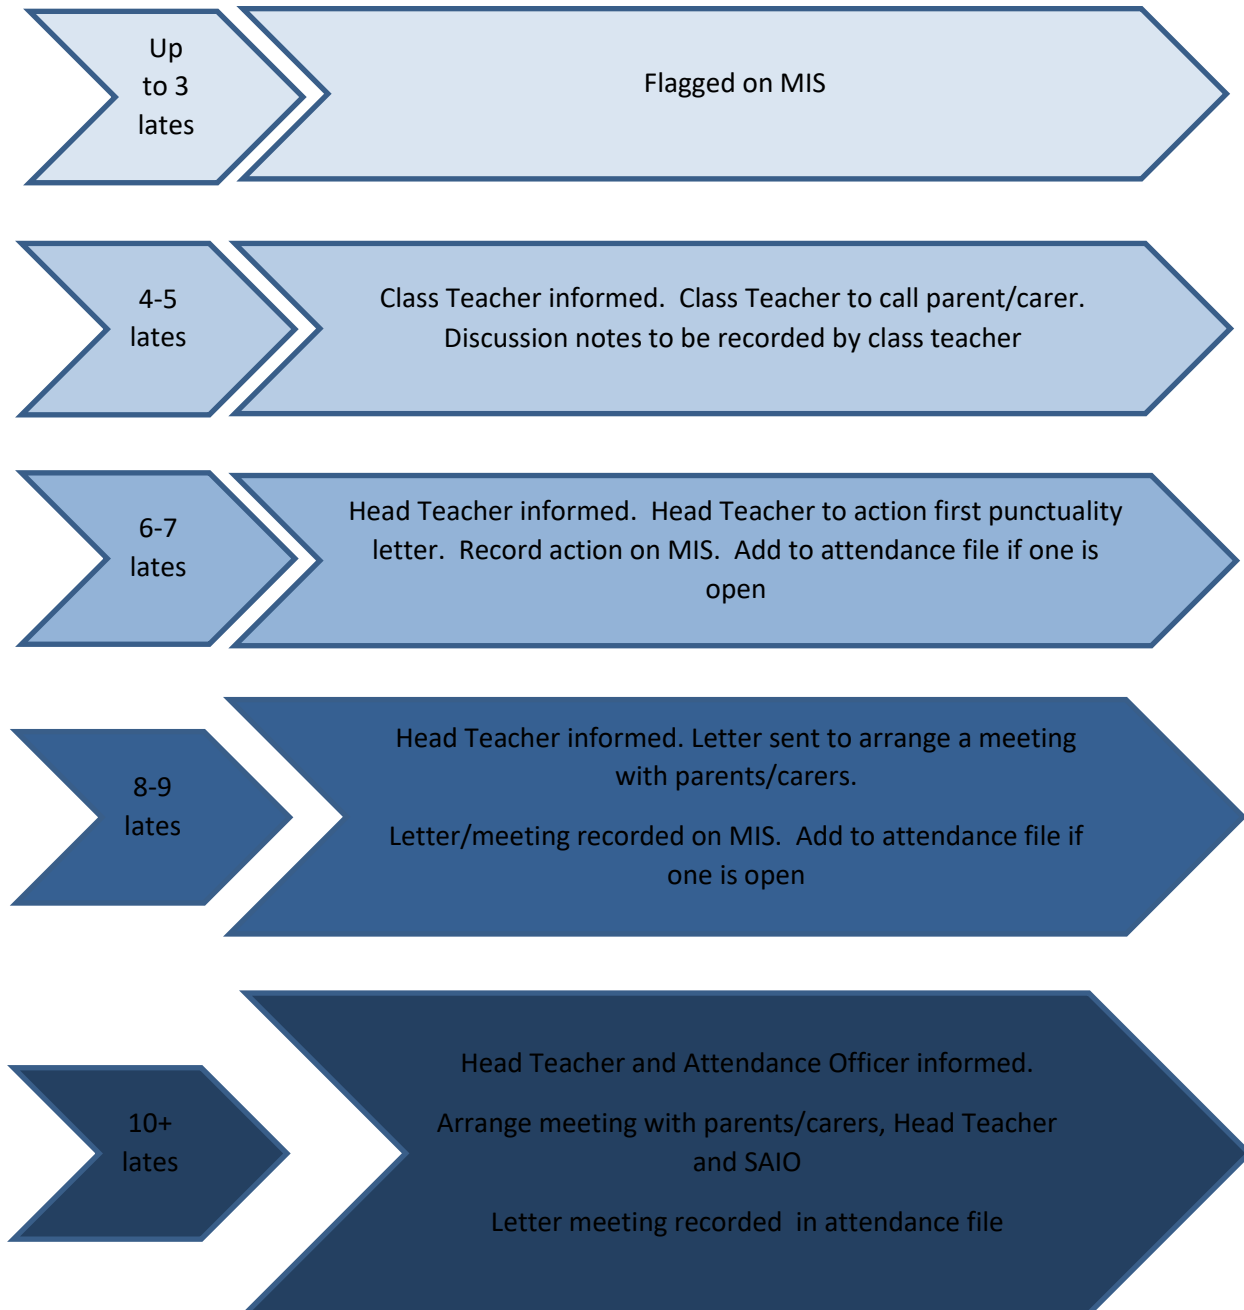 Up
to 3
lates
Flagged on MIS
4-5
lates
Class Teacher informed.  Class Teacher to call parent/carer.
Discussion notes to be recorded by class teacher
6-7
lates
Head Teacher informed.  Head Teacher to action first punctuality
letter.  Record action on MIS.  Add to attendance file if one is
open
8-9
lates
Head Teacher informed. Letter sent to arrange a meeting
with parents/carers.
Letter/meeting recorded on MIS.  Add to attendance file if
one is open
10+
lates
Head Teacher and Attendance Officer informed.
Arrange meeting with parents/carers, Head Teacher
and SAIO
Letter meeting recorded  in attendance file